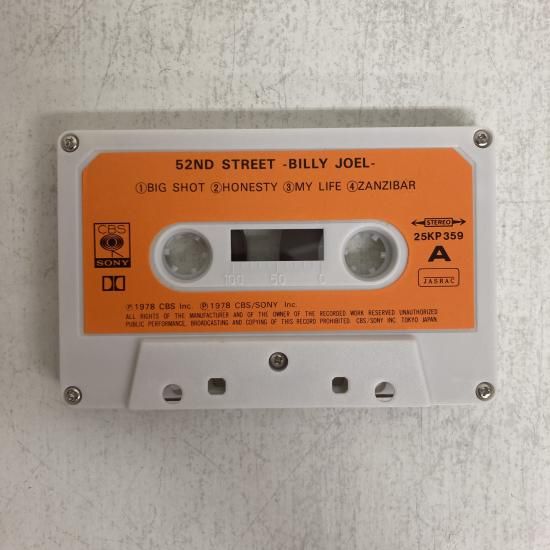 52ND STREET -BILLY JOEL-
①BIG SHOT ②HONESTY ③MY LIFE ④ZANZIBAR
CBS
SONY
STEREO
25KP359
A
JASRAC
100 50 0
℗1978 CBS Inc. ℗1978 CBS/SONY Inc.
ALL RIGHTS OF THE MANUFACTURER AND OF THE OWNER OF THE RECORDED WORK RESERVED UNAUTHORIZED
PUBLIC PERFORMANCE, BROADCASTING AND COPYING OF THIS RECORD PROHIBITED. CBS/SONY INC. TOKYO JAPAN